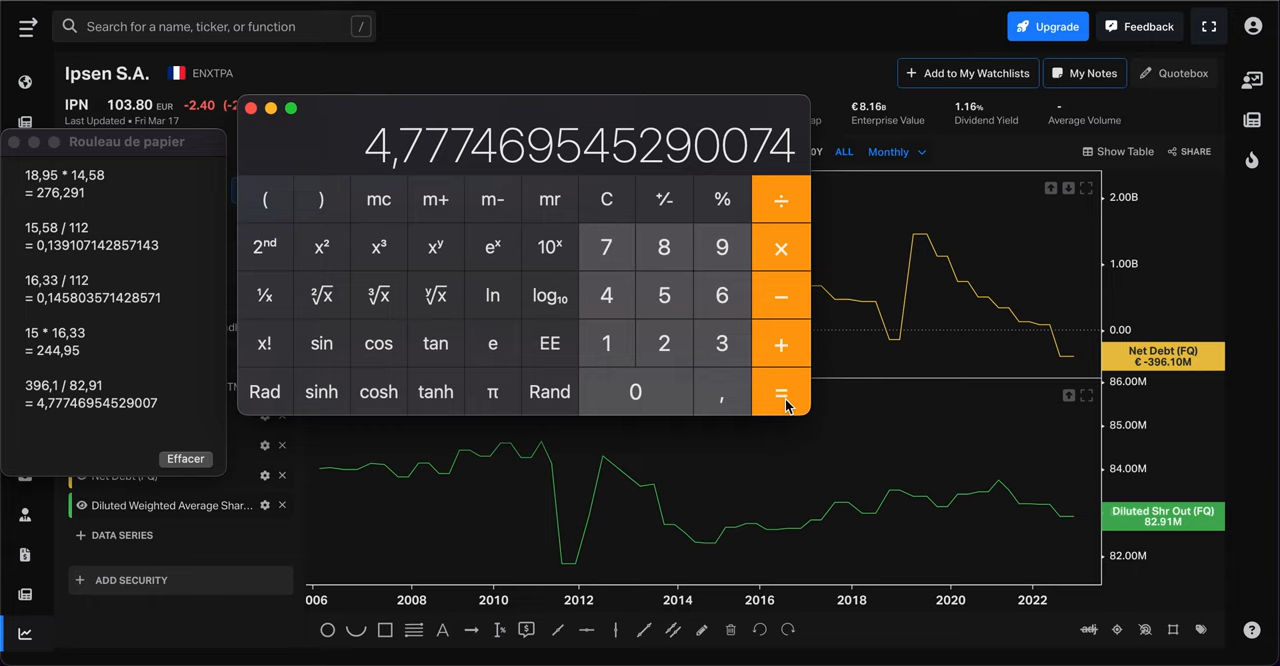 Search for a name, ticker, or function
/
Upgrade
Feedback
Ipsen S.A.
ENXTPA
Add to My Watchlists
My Notes
Quotebox
IPN 103.80 EUR -2.40 (-2
Last Updated • Fri Mar 17
€8.16B
Enterprise Value
1.16%
Dividend Yield
-
Average Volume
Rouleau de papier
18,95 * 14,58
= 276,291
15,58 / 112
= 0,139107142857143
16,33 / 112
= 0,145803571428571
15 * 16,33
= 244,95
396,1 / 82,91
= 4,77746954529007
Effacer
4,777469545290074
( ) mc m+ m- mr C +/- % ÷
2nd x² x³ xʸ eˣ 10ˣ 7 8 9 ×
¹/x ²√x ³√x ʸ√x ln log₁₀ 4 5 6 −
x! sin cos tan e EE 1 2 3 +
Rad sinh cosh tanh π Rand 0 , =
ALL
Monthly
Show Table
SHARE
2.00B
1.00B
0.00
Net Debt (FQ)
€ -396.10M
86.00M
85.00M
84.00M
Diluted Shr Out (FQ)
82.91M
82.00M
Net Debt (FQ)
Diluted Weighted Average Shar...
+ DATA SERIES
+ ADD SECURITY
006 2008 2010 2012 2014 2016 2018 2020 2022
A
adj
?